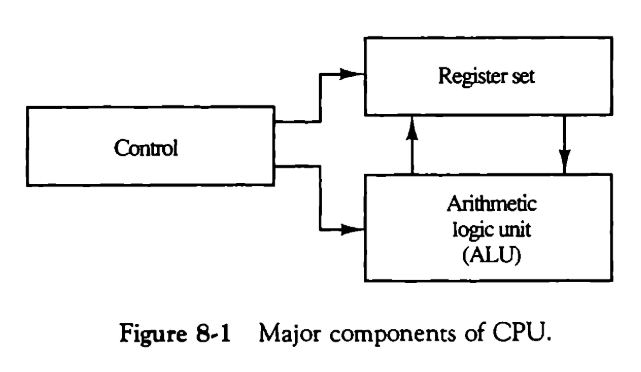 Register set
Control
Arithmetic
logic unit
(ALU)
Figure 8-1 Major components of CPU.